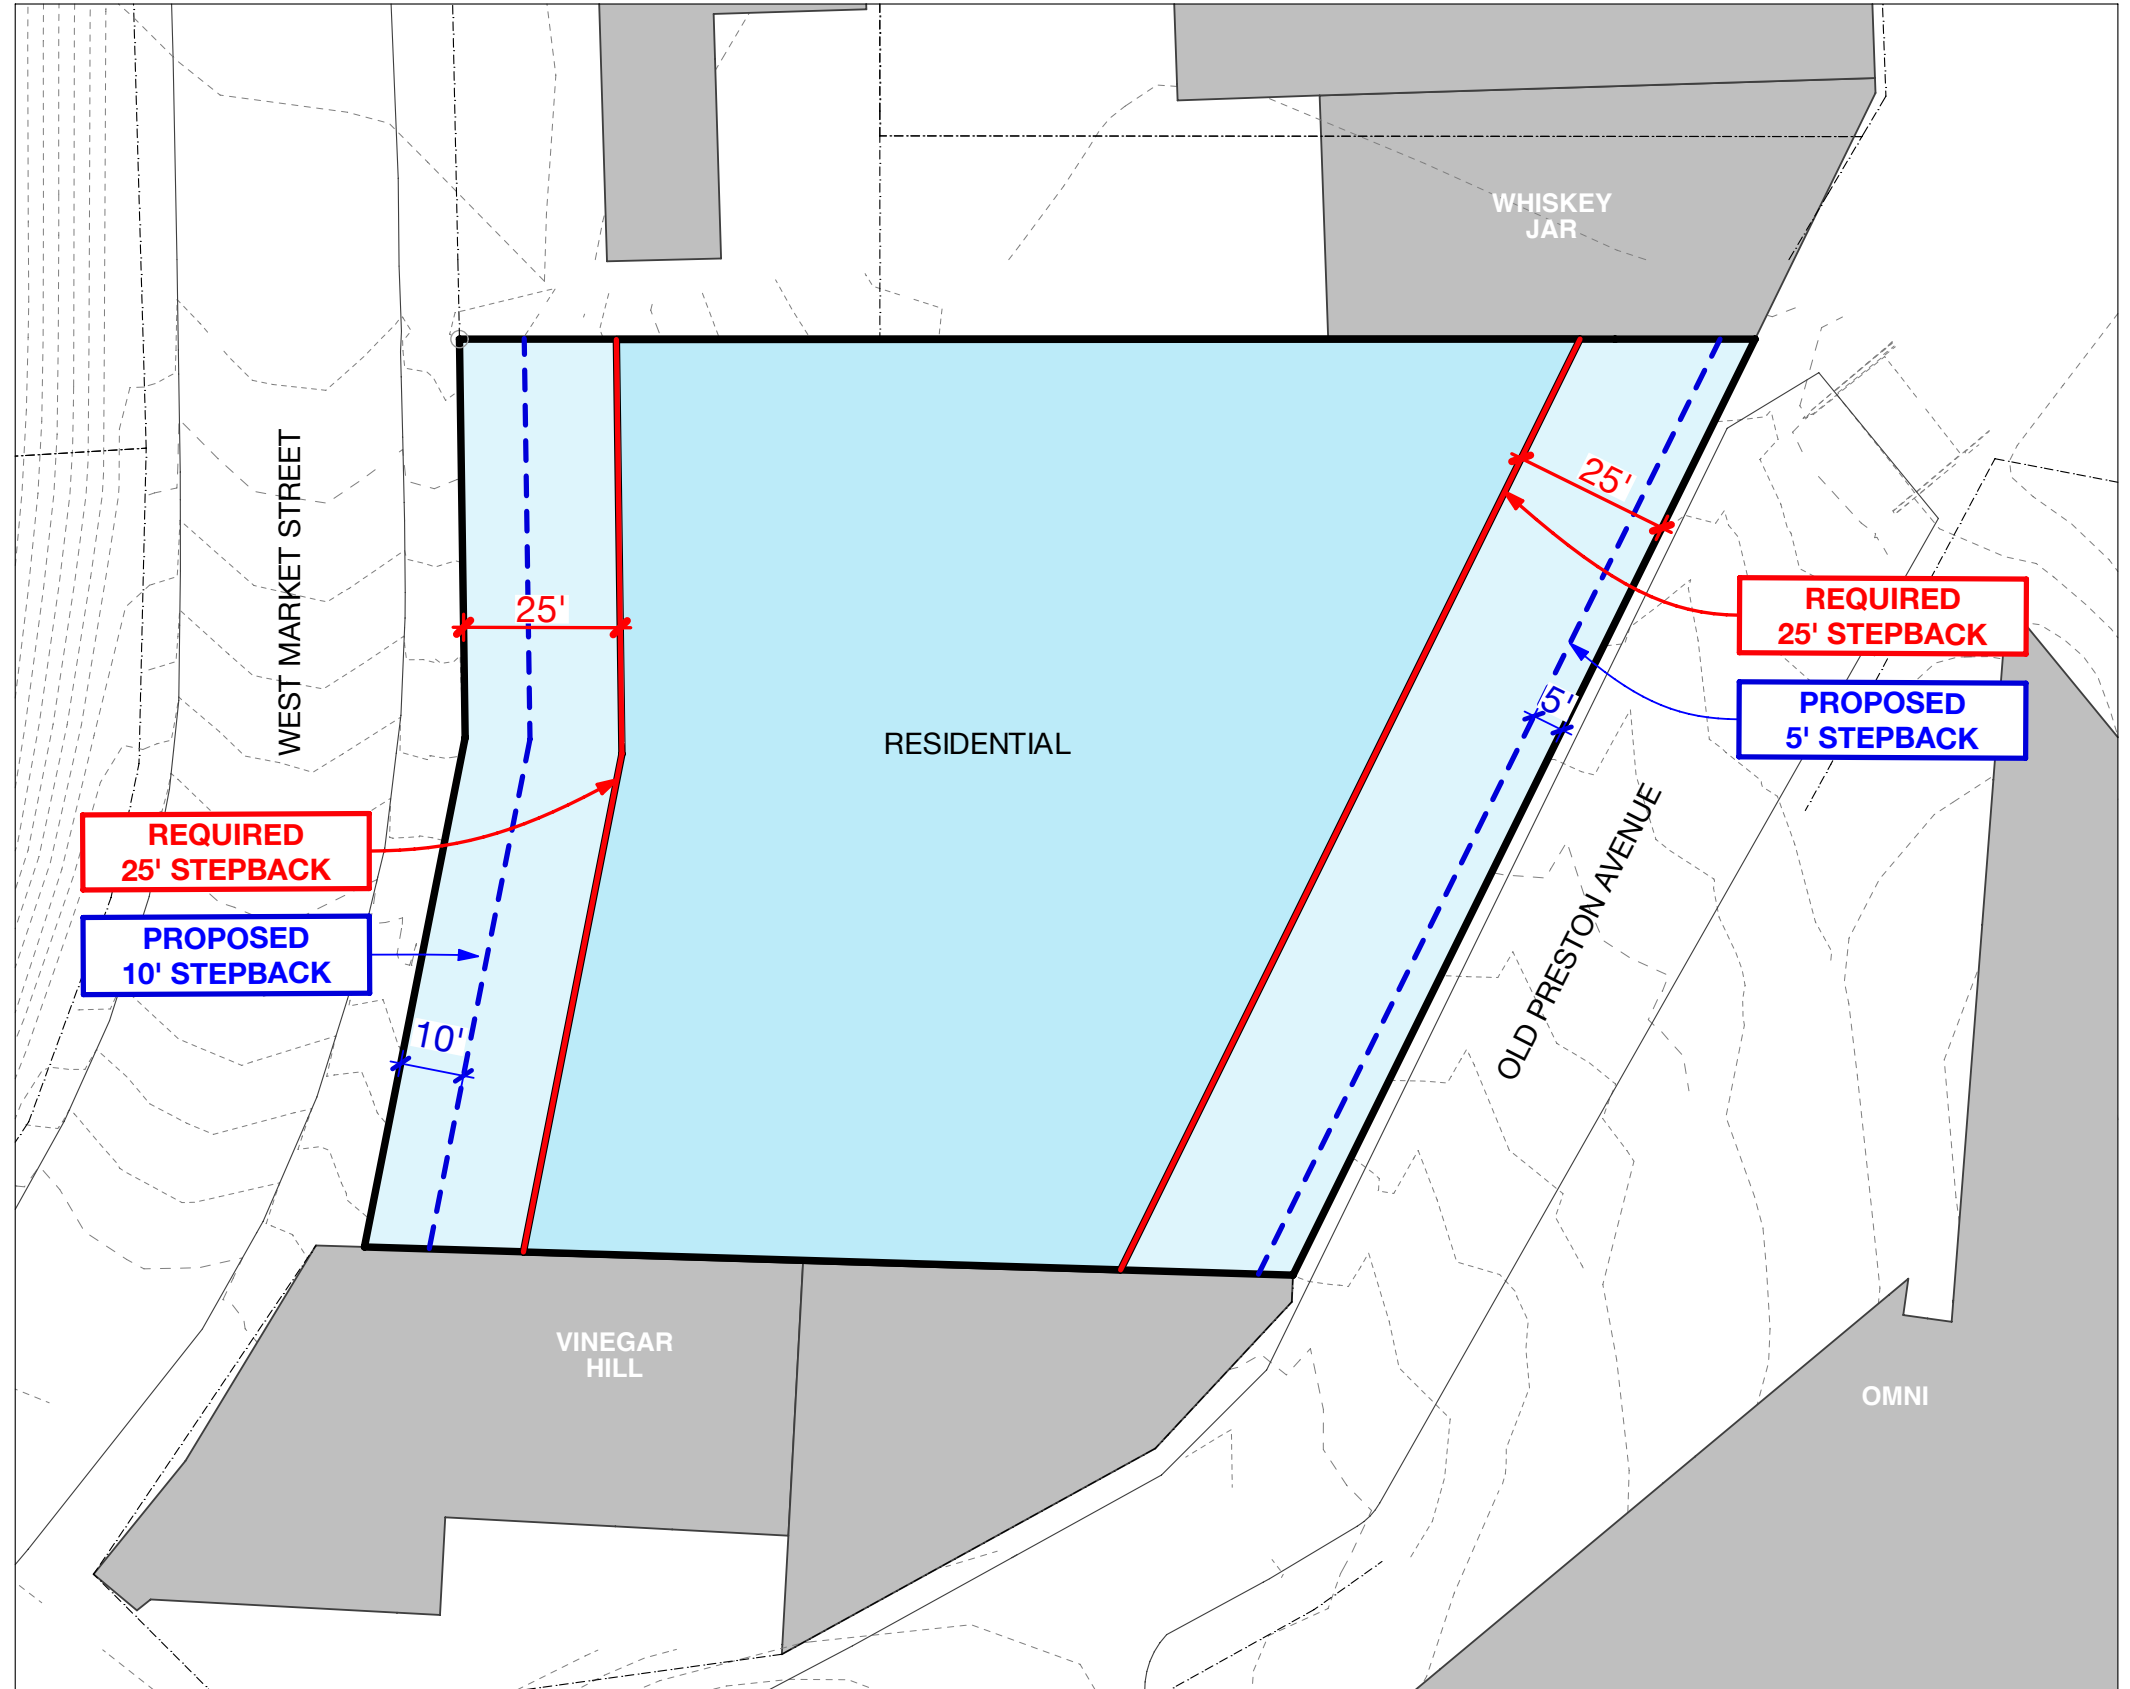 WHISKEY
JAR
WEST MARKET STREET
25'
25'
REQUIRED
25' STEPBACK
PROPOSED
5' STEPBACK
5'
RESIDENTIAL
OLD PRESTON AVENUE
REQUIRED
25' STEPBACK
PROPOSED
10' STEPBACK
10'
VINEGAR
HILL
OMNI